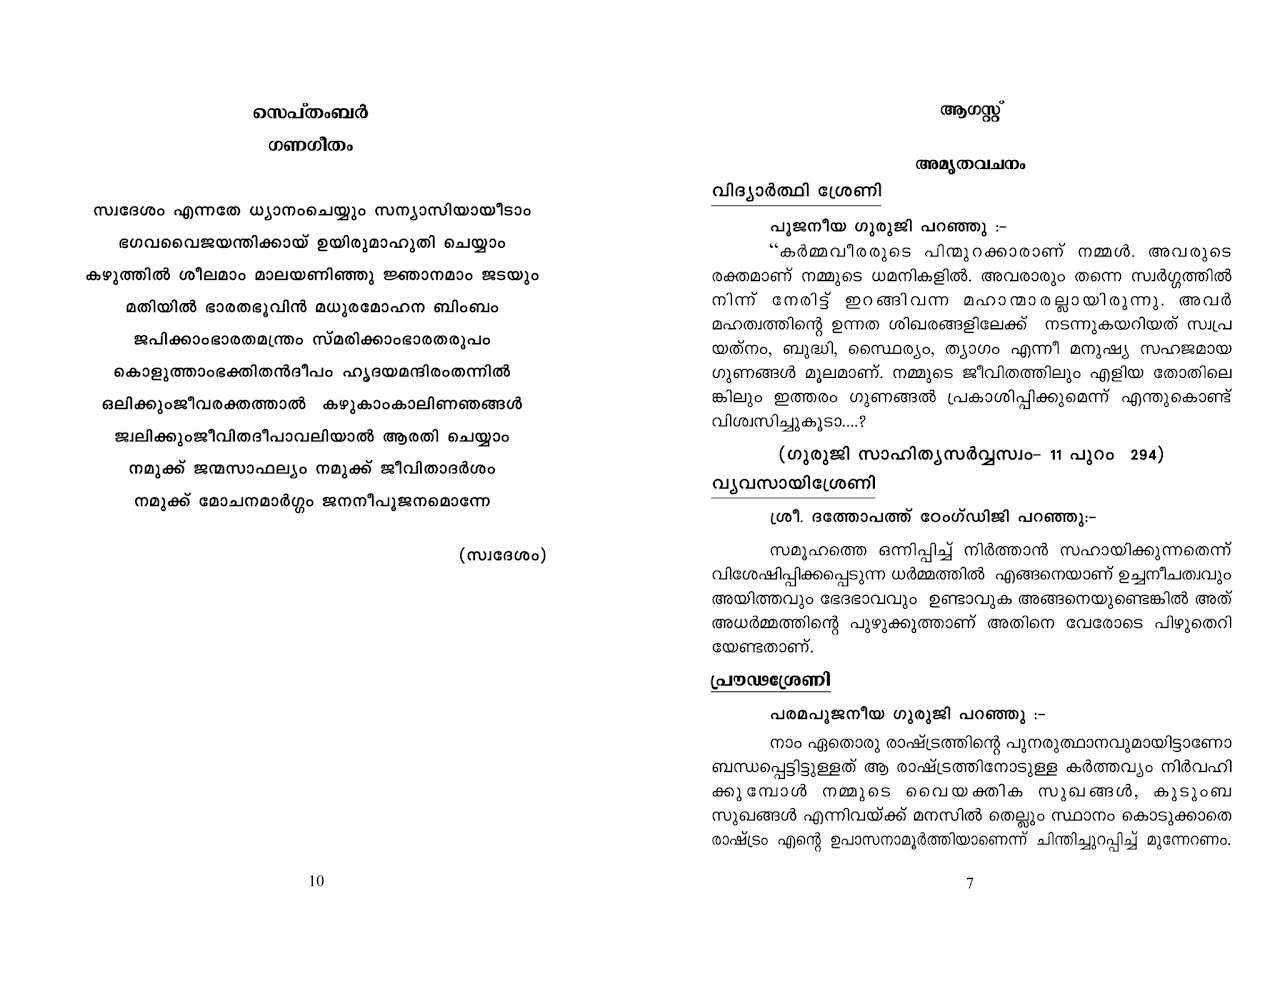 സെപ്തംബർ
ഗണഗീതം
സ്വദേശം എന്നതേ ധ്യാനംചെയ്യും സന്യാസിയായീടാം
ഭഗവവൈജയന്തിക്കായ് ഉയിരുമാഹുതി ചെയ്യാം
കഴുത്തിൽ ശീലമാം മാലയണിഞ്ഞു ജ്ഞാനമാം ജടയും
മതിയിൽ ഭാരതഭൂവിൻ മധുരമോഹന ബിംബം
ജപിക്കാംഭാരതമന്ത്രം സ്മരിക്കാംഭാരതരൂപം
കൊളുത്താംഭക്തിതൻദീപം ഹൃദയമന്ദിരംതന്നിൽ
ഒലിക്കുംജീവരക്തത്താൽ കഴുകാംകാലിണഞങ്ങൾ
ജ്വലിക്കുംജീവിതദീപാവലിയാൽ ആരതി ചെയ്യാം
നമുക്ക് ജന്മസാഫല്യം നമുക്ക് ജീവിതാദർശം
നമുക്ക് മോചനമാർഗ്ഗം ജനനീപൂജനമൊന്നേ
(സ്വദേശം)
10
ആഗസ്റ്റ്
അമൃതവചനം
വിദ്യാർത്ഥി ശ്രേണി
പൂജനീയ ഗുരുജി പറഞ്ഞു :-
“കർമ്മവീരരുടെ പിന്മുറക്കാരാണ് നമ്മൾ. അവരുടെ
രക്തമാണ് നമ്മുടെ ധമനികളിൽ. അവരാരും തന്നെ സ്വർഗ്ഗത്തിൽ
നിന്ന് നേരിട്ട് ഇറങ്ങിവന്ന മഹാന്മാരല്ലായിരുന്നു. അവർ
മഹത്വത്തിന്റെ ഉന്നത ശിഖരങ്ങളിലേക്ക് നടന്നുകയറിയത് സ്വപ്ര
യത്നം, ബുദ്ധി, സ്ഥൈര്യം, ത്യാഗം എന്നീ മനുഷ്യ സഹജമായ
ഗുണങ്ങൾ മൂലമാണ്. നമ്മുടെ ജീവിതത്തിലും എളിയ തോതിലെ
ങ്കിലും ഇത്തരം ഗുണങ്ങൽ പ്രകാശിപ്പിക്കുമെന്ന് എന്തുകൊണ്ട്
വിശ്വസിച്ചുകൂടാ....?
(ഗുരുജി സാഹിത്യസർവ്വസ്വം- 11 പുറം 294)
വ്യവസായിശ്രേണി
ശ്രീ. ദത്തോപത്ത് ഠേംഗ്ഡിജി പറഞ്ഞു:-
സമൂഹത്തെ ഒന്നിപ്പിച്ച് നിർത്താൻ സഹായിക്കുന്നതെന്ന്
വിശേഷിപ്പിക്കപ്പെടുന്ന ധർമ്മത്തിൽ എങ്ങനെയാണ് ഉച്ചനീചത്വവും
അയിത്തവും ഭേദഭാവവും ഉണ്ടാവുക അങ്ങനെയുണ്ടെങ്കിൽ അത്
അധർമ്മത്തിന്റെ പുഴുക്കുത്താണ് അതിനെ വേരോടെ പിഴുതെറി
യേണ്ടതാണ്.
പ്രൗഢശ്രേണി
പരമപൂജനീയ ഗുരുജി പറഞ്ഞു :-
നാം ഏതൊരു രാഷ്ട്രത്തിന്റെ പുനരുത്ഥാനവുമായിട്ടാണോ
ബന്ധപ്പെട്ടിട്ടുള്ളത് ആ രാഷ്ട്രത്തിനോടുള്ള കർത്തവ്യം നിർവഹി
ക്കുമ്പോൾ നമ്മുടെ വൈയക്തിക സുഖങ്ങൾ, കുടുംബ
സുഖങ്ങൾ എന്നിവയ്ക്ക് മനസിൽ തെല്ലും സ്ഥാനം കൊടുക്കാതെ
രാഷ്ട്രം എന്റെ ഉപാസനാമൂർത്തിയാണെന്ന് ചിന്തിച്ചുറപ്പിച്ച് മുന്നേറണം.
7